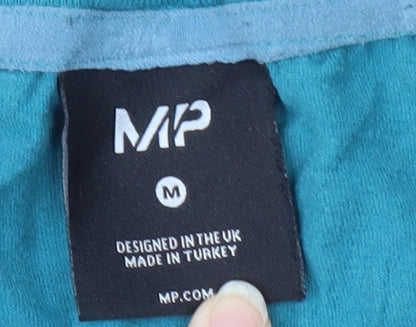 MP
M
DESIGNED IN THE UK
MADE IN TURKEY
MP.COM